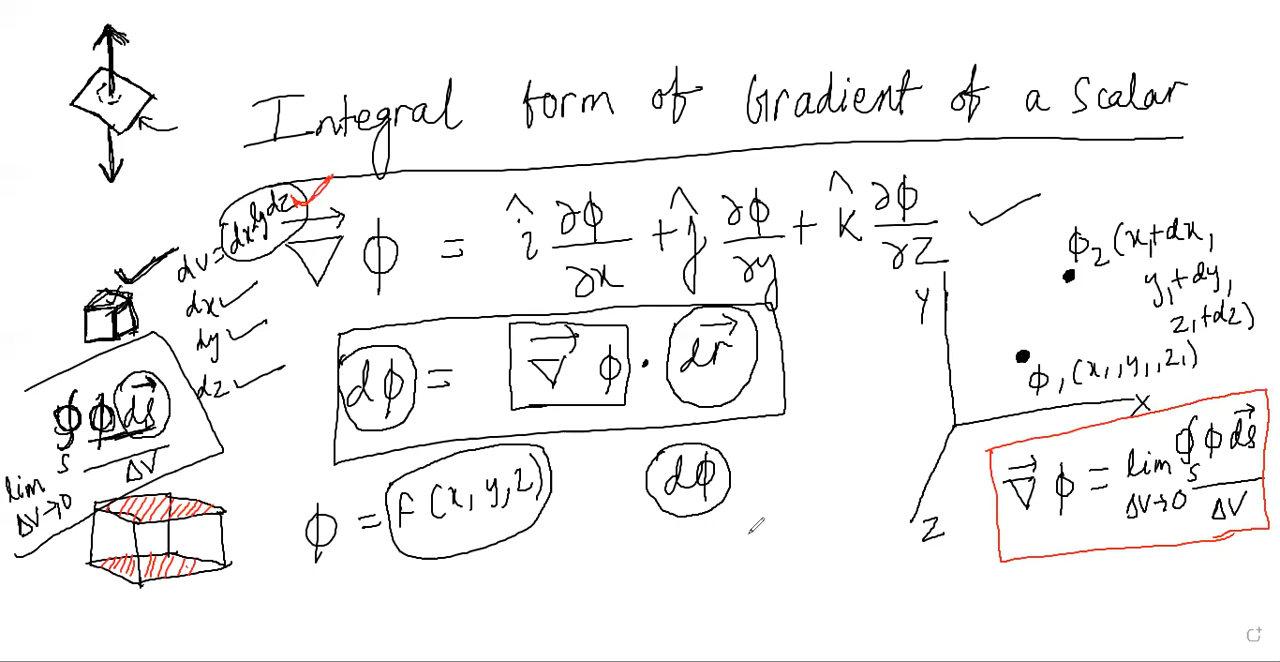 Integral form of Gradient of a Scalar
dv = dxdydz
dx
dy
dz
∇⃗ ϕ = î ∂ϕ/∂x + ĵ ∂ϕ/∂y + k̂ ∂ϕ/∂z
dϕ = ∇⃗ ϕ · dr⃗
ϕ = f(x, y, z)
dϕ
lim ΔV→0 ∮s ϕ ds⃗ / ΔV
Y
X
Z
ϕ₂ (x₁+dx,
y₁+dy,
z₁+dz)
ϕ₁ (x₁, y₁, z₁)
∇⃗ ϕ = lim ΔV→0 ∮s ϕ ds⃗ / ΔV